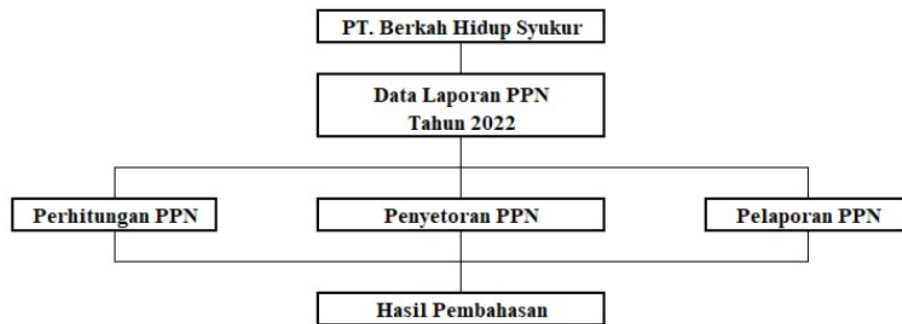 PT. Berkah Hidup Syukur
Data Laporan PPN
Tahun 2022
Perhitungan PPN
Penyetoran PPN
Pelaporan PPN
Hasil Pembahasan